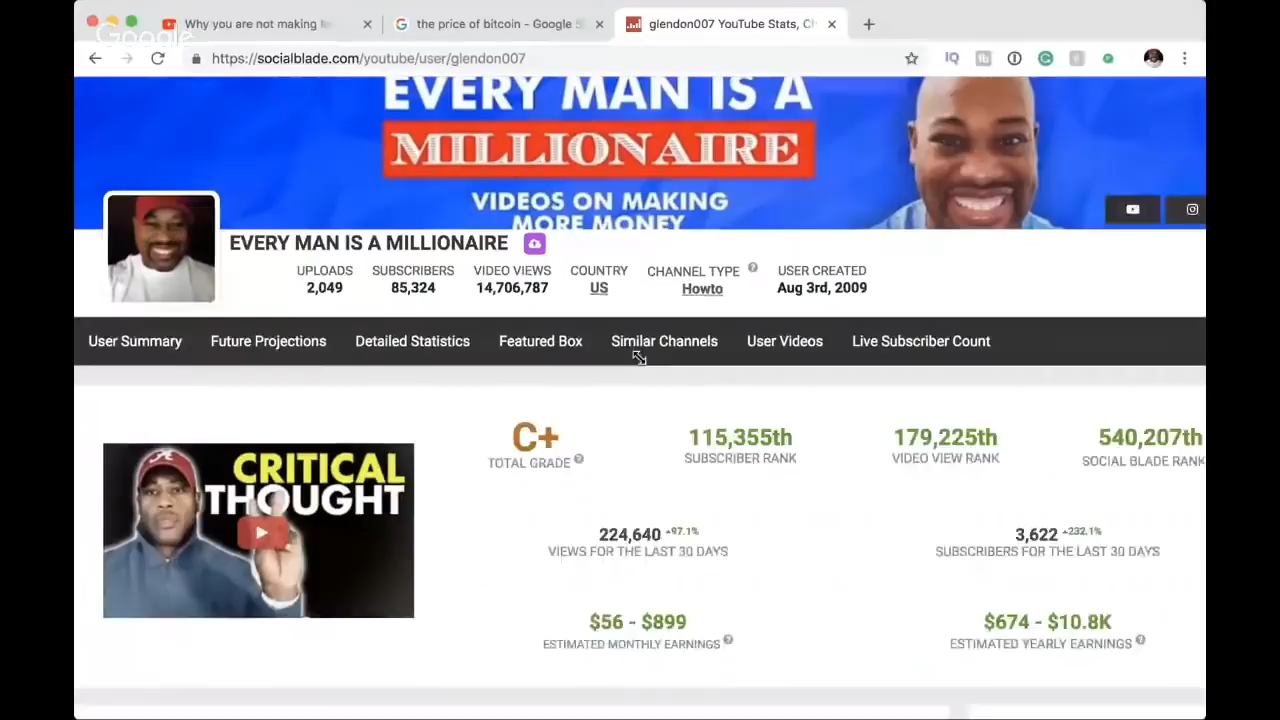 Why you are not making
the price of bitcoin - Google
glendon007 YouTube Stats, Ch
Google
https://socialblade.com/youtube/user/glendon007
EVERY MAN IS A
MILLIONAIRE
VIDEOS ON MAKING
MORE MONEY
EVERY MAN IS A MILLIONAIRE
UPLOADS SUBSCRIBERS VIDEO VIEWS COUNTRY CHANNEL TYPE USER CREATED
2,049 85,324 14,706,787 US Howto Aug 3rd, 2009
User Summary Future Projections Detailed Statistics Featured Box Similar Channels User Videos Live Subscriber Count
CRITICAL
THOUGHT
C+ 115,355th 179,225th 540,207th
TOTAL GRADE SUBSCRIBER RANK VIDEO VIEW RANK SOCIAL BLADE RANK
224,640 97.1% 3,622 232.1%
VIEWS FOR THE LAST 30 DAYS SUBSCRIBERS FOR THE LAST 30 DAYS
$56 - $899 $674 - $10.8K
ESTIMATED MONTHLY EARNINGS ESTIMATED YEARLY EARNINGS